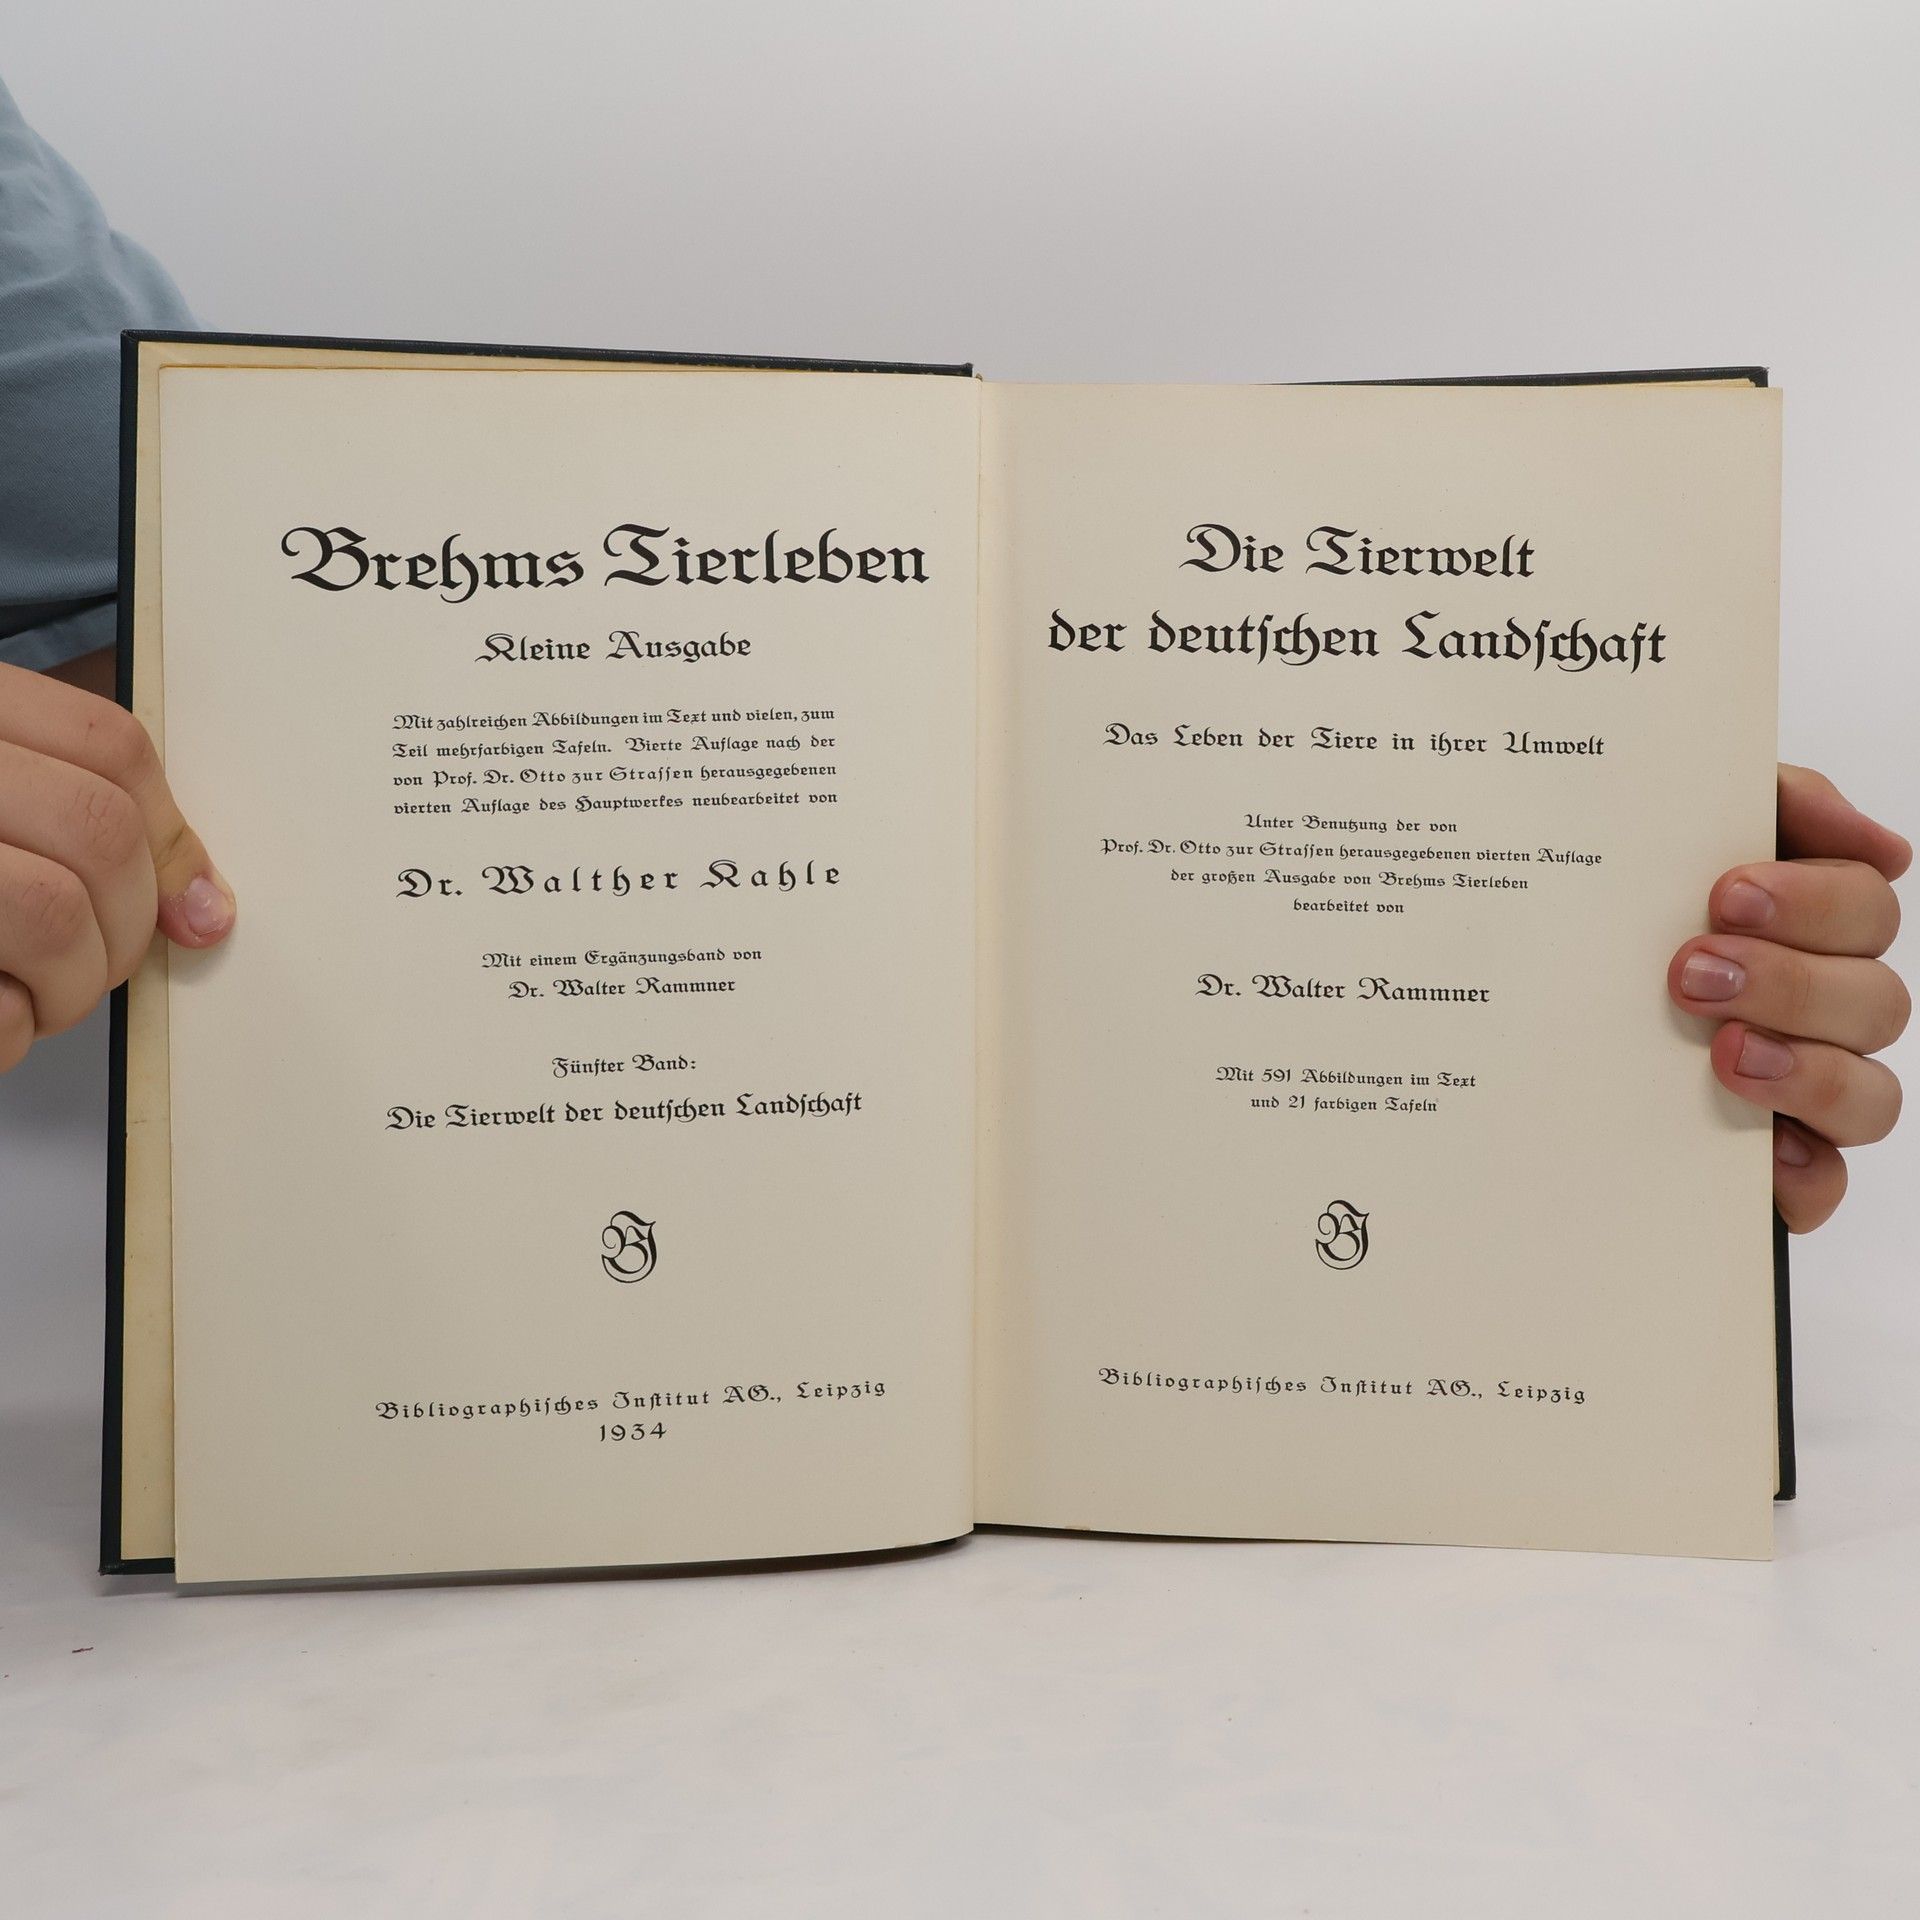 Brehms Tierleben
Kleine Ausgabe
Mit zahlreichen Abbildungen im Text und vielen, zum
Teil mehrfarbigen Tafeln. Vierte Auflage nach der
von Prof. Dr. Otto zur Straſſen herausgegebenen
vierten Auflage des Hauptwerkes neubearbeitet von
Dr. Walther Kahle
Mit einem Ergänzungsband von
Dr. Walter Rammner
Fünfter Band:
Die Tierwelt der deutſchen Landſchaft
BJ
Bibliographiſches Inſtitut AG., Leipzig
1934
Die Tierwelt
der deutſchen Landſchaft
Das Leben der Tiere in ihrer Umwelt
Unter Benutzung der von
Prof. Dr. Otto zur Straſſen herausgegebenen vierten Auflage
der großen Ausgabe von Brehms Tierleben
bearbeitet von
Dr. Walter Rammner
Mit 591 Abbildungen im Text
und 21 farbigen Tafeln
BJ
Bibliographiſches Inſtitut AG., Leipzig